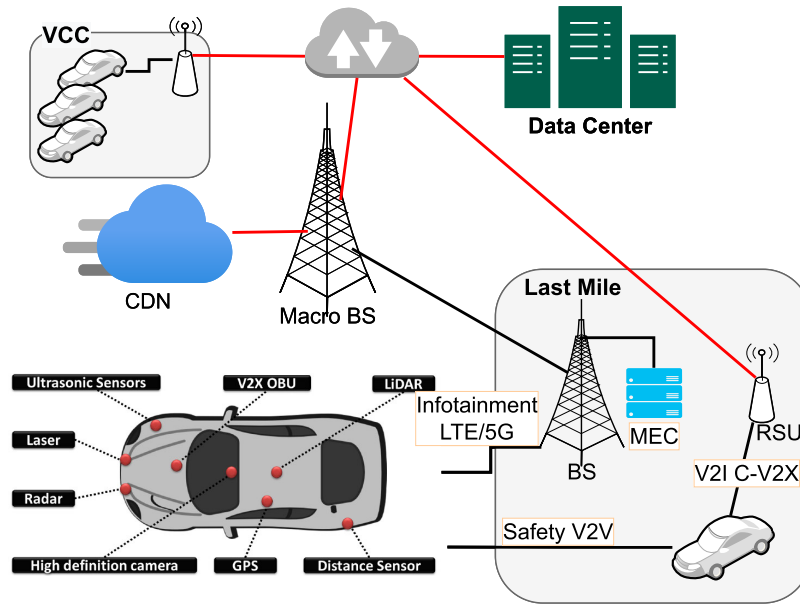 VCC
Data Center
CDN
Macro BS
Last Mile
Ultrasonic Sensors
V2X OBU
LiDAR
Infotainment
LTE/5G
MEC
RSU
Laser
BS
V2I C-V2X
Radar
Safety V2V
High definition camera
GPS
Distance Sensor